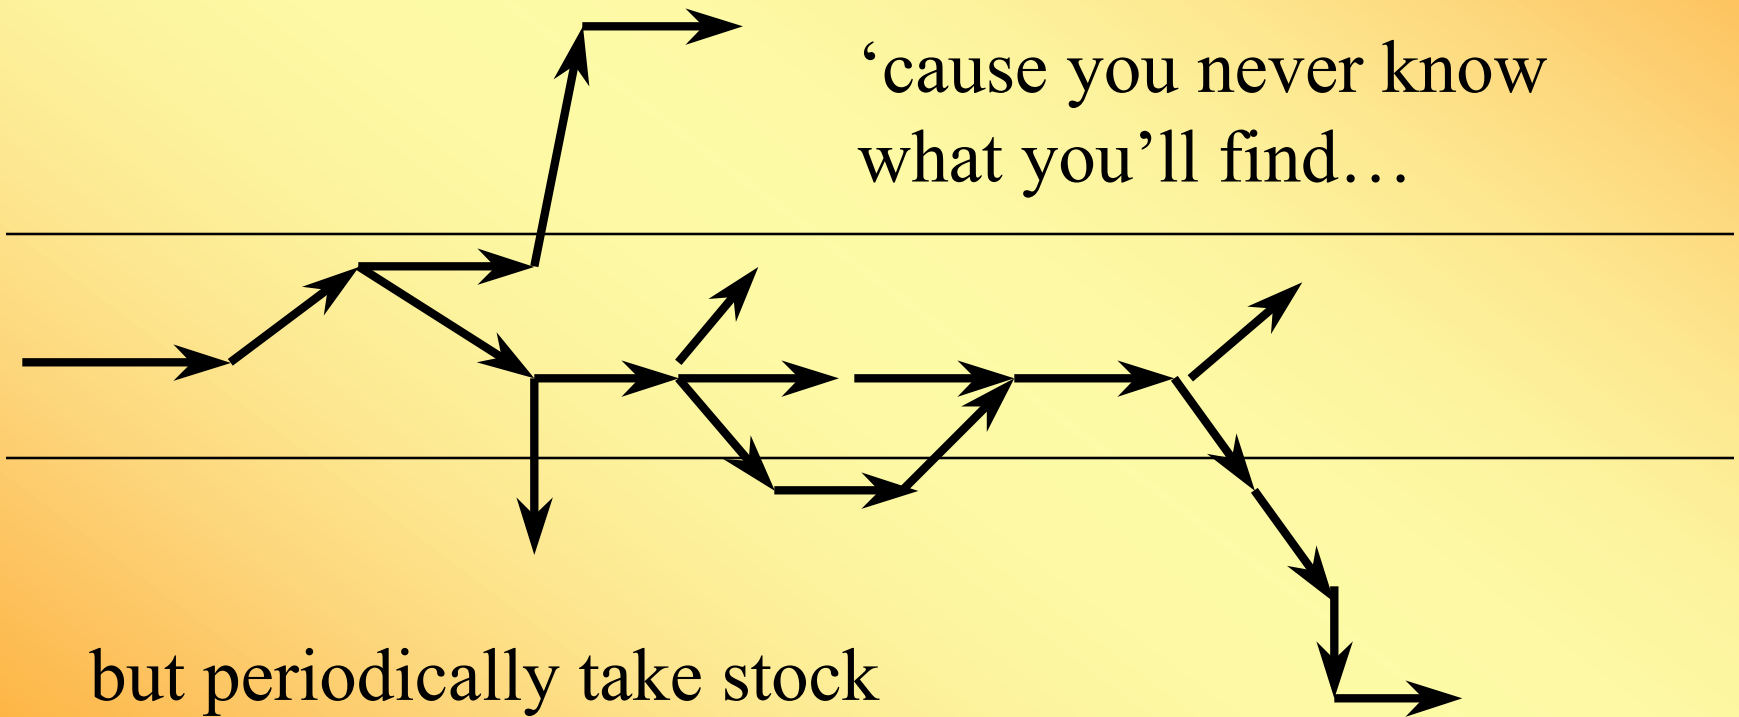 ‘cause you never know
what you’ll find…
but periodically take stock